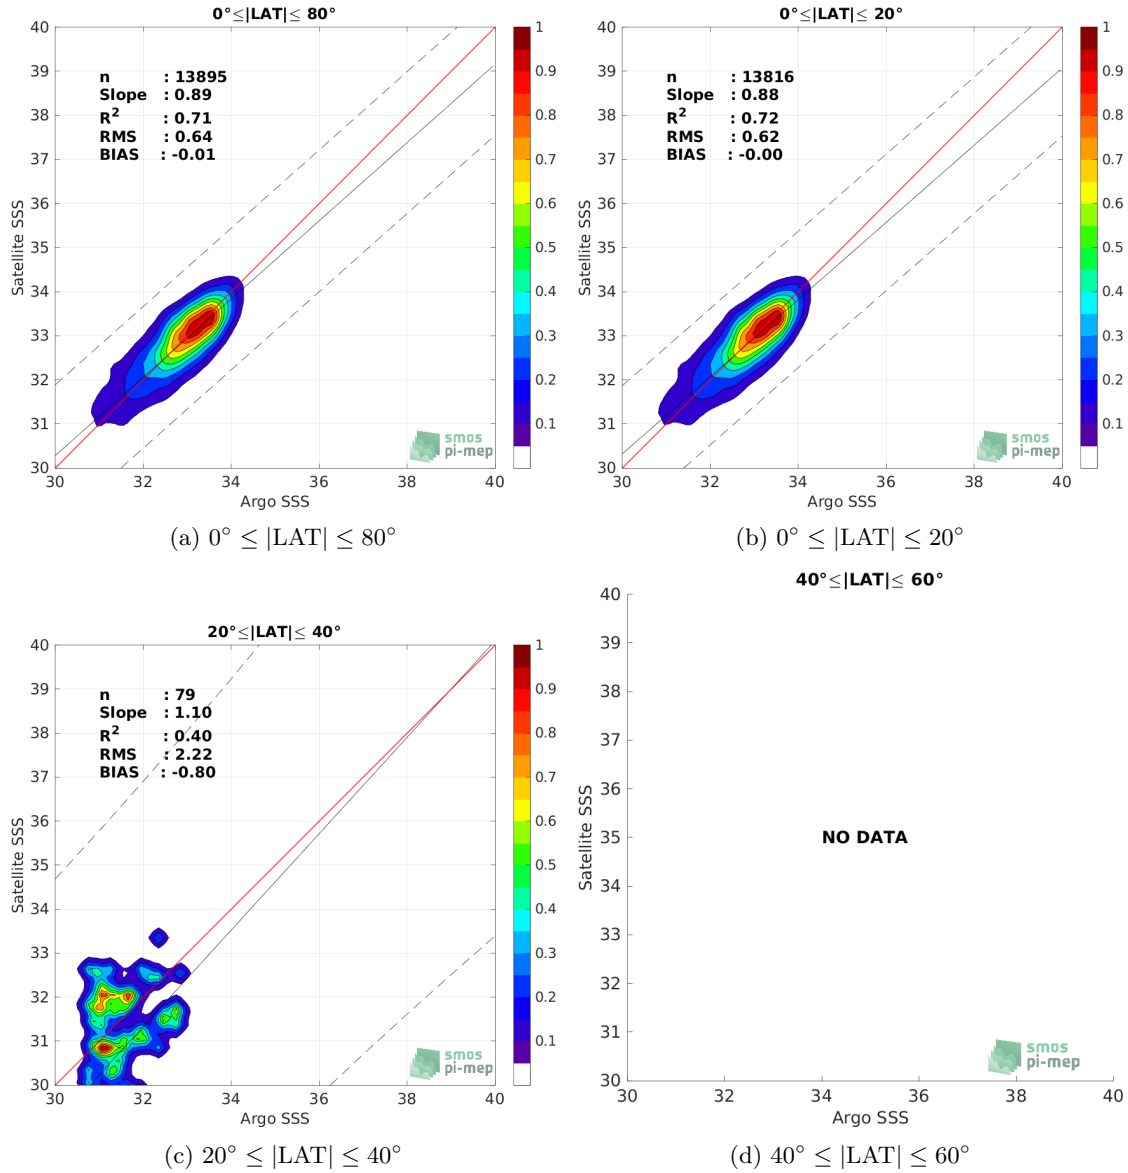 0°≤|LAT|≤ 80°
40
39
38
37
36
35
34
33
32
31
30
30
32
34
36
38
40
Satellite SSS
Argo SSS
n : 13895
Slope : 0.89
R² : 0.71
RMS : 0.64
BIAS : -0.01
smos
pi-mep
1
0.9
0.8
0.7
0.6
0.5
0.4
0.3
0.2
0.1
(a) 0° ≤ |LAT| ≤ 80°
0°≤|LAT|≤ 20°
40
39
38
37
36
35
34
33
32
31
30
30
32
34
36
38
40
Satellite SSS
Argo SSS
n : 13816
Slope : 0.88
R² : 0.72
RMS : 0.62
BIAS : -0.00
smos
pi-mep
1
0.9
0.8
0.7
0.6
0.5
0.4
0.3
0.2
0.1
(b) 0° ≤ |LAT| ≤ 20°
20°≤|LAT|≤ 40°
40
39
38
37
36
35
34
33
32
31
30
30
32
34
36
38
40
Satellite SSS
Argo SSS
n : 79
Slope : 1.10
R² : 0.40
RMS : 2.22
BIAS : -0.80
smos
pi-mep
1
0.9
0.8
0.7
0.6
0.5
0.4
0.3
0.2
0.1
(c) 20° ≤ |LAT| ≤ 40°
40°≤|LAT|≤ 60°
40
39
38
37
36
35
34
33
32
31
30
30
32
34
36
38
40
Satellite SSS
Argo SSS
NO DATA
smos
pi-mep
(d) 40° ≤ |LAT| ≤ 60°